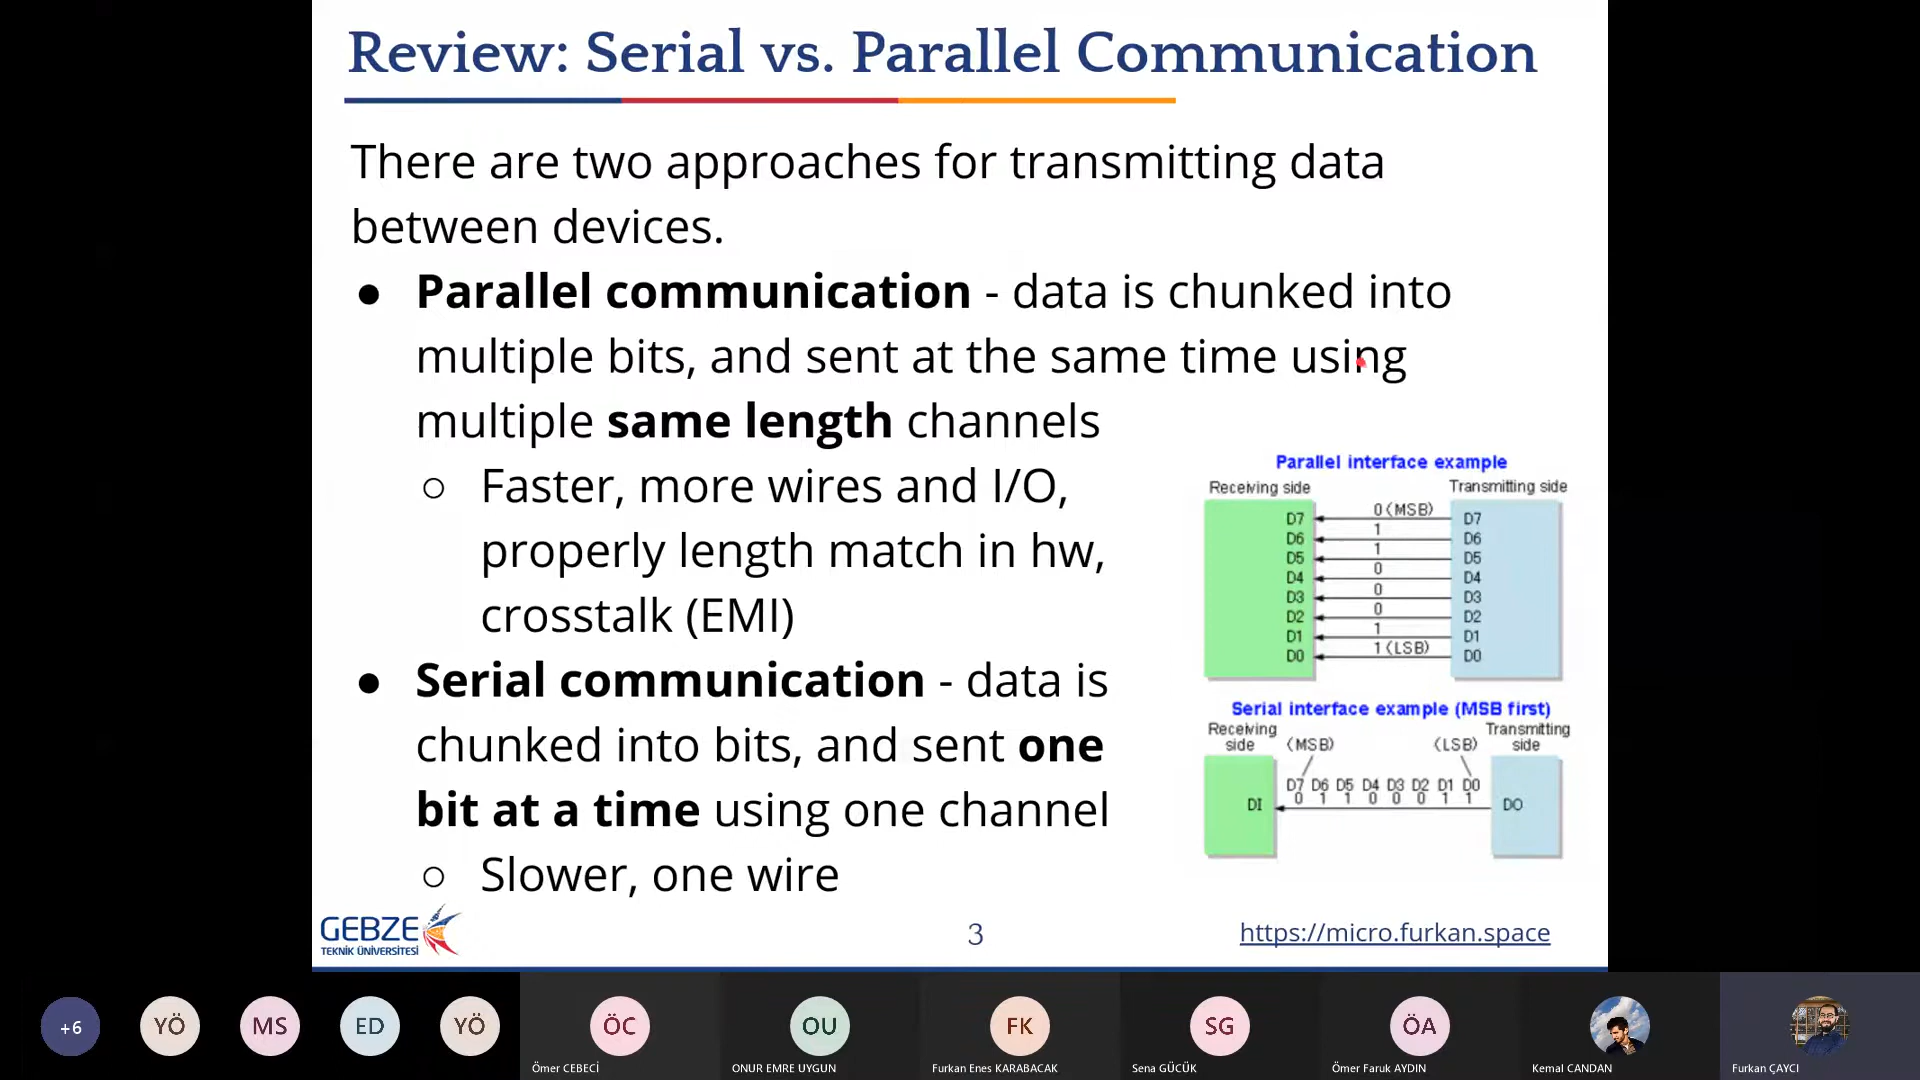 Review: Serial vs. Parallel Communication
There are two approaches for transmitting data
between devices.
● Parallel communication - data is chunked into
multiple bits, and sent at the same time using
multiple same length channels
○ Faster, more wires and I/O,
properly length match in hw,
crosstalk (EMI)
● Serial communication - data is
chunked into bits, and sent one
bit at a time using one channel
○ Slower, one wire
Parallel interface example
Receiving side Transmitting side
D7 0(MSB) D7
D6 1 D6
D5 1 D5
D4 0 D4
D3 0 D3
D2 0 D2
D1 1 D1
D0 1(LSB) D0
Serial interface example (MSB first)
Receiving side (MSB) (LSB) Transmitting side
D7 D6 D5 D4 D3 D2 D1 D0
0 1 1 0 0 0 1 1
DI DO
GEBZE
TEKNİK ÜNİVERSİTESİ
3
https://micro.furkan.space
+6 YÖ MS ED YÖ ÖC OU FK SG ÖA
Ömer CEBECİ ONUR EMRE UYGUN Furkan Enes KARABACAK Sena GÜCÜK Ömer Faruk AYDIN Kemal CANDAN Furkan ÇAYCI